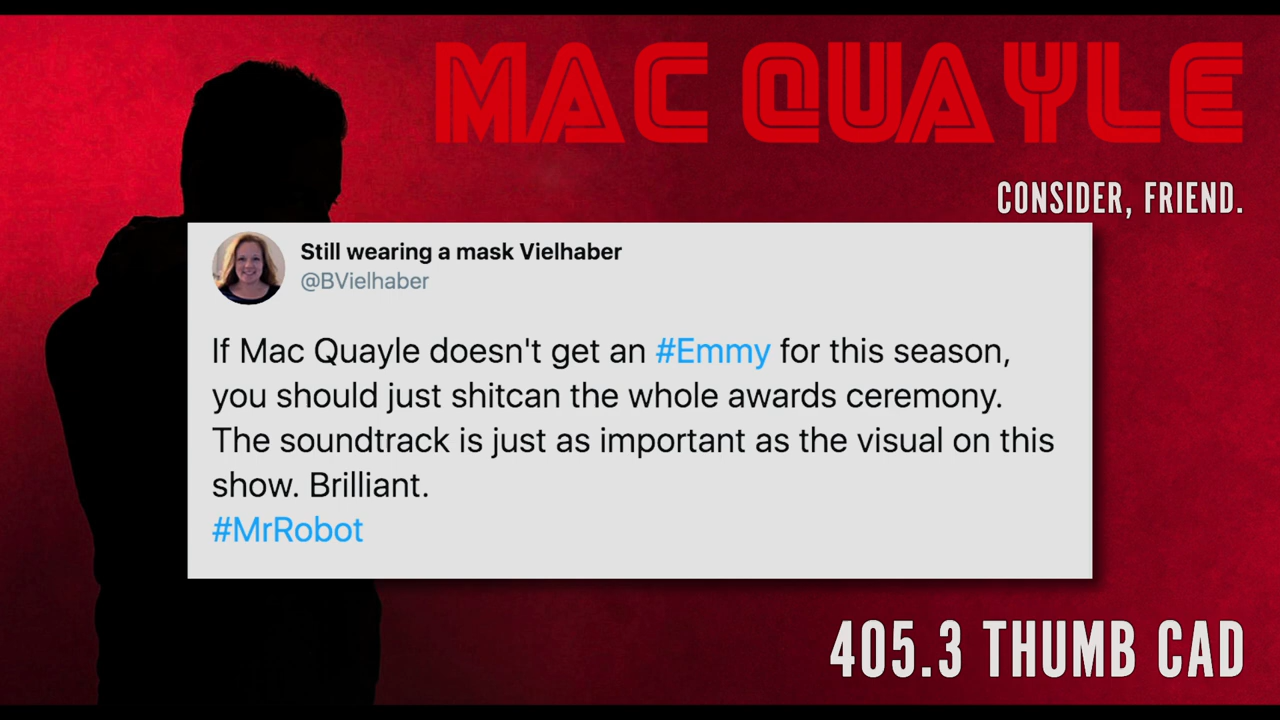 MAC QUAYLE
CONSIDER, FRIEND.
Still wearing a mask Vielhaber
@BVielhaber
If Mac Quayle doesn't get an #Emmy for this season,
you should just shitcan the whole awards ceremony.
The soundtrack is just as important as the visual on this
show. Brilliant.
#MrRobot
405.3 THUMB CAD